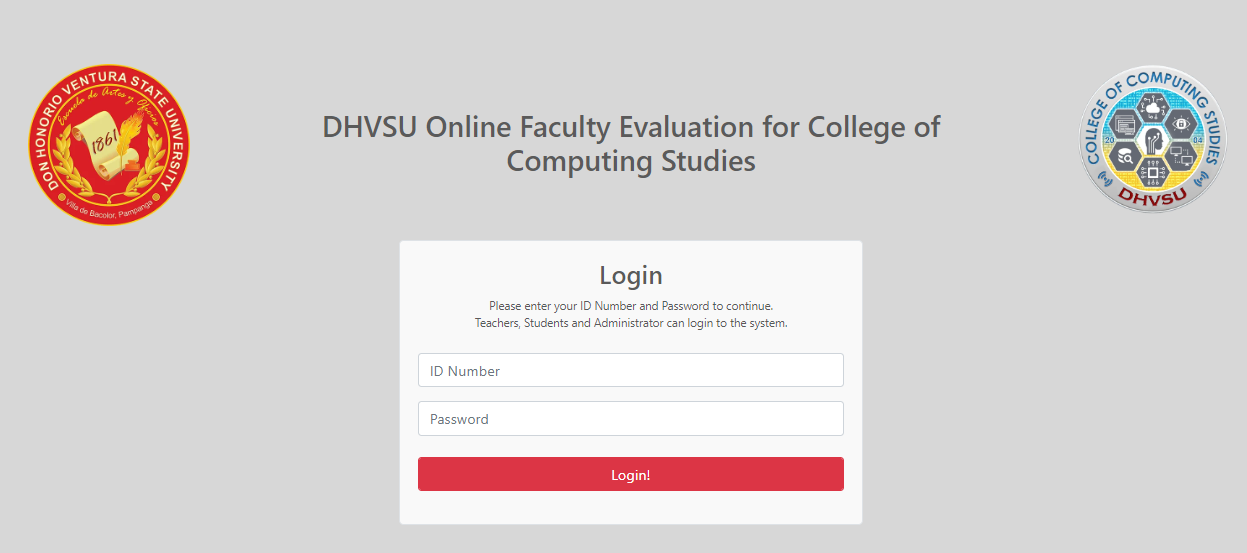 DON HONORIO VENTURA STATE UNIVERSITY
Escuela de Artes y Oficios
1861
Villa de Bacolor, Pampanga
DHVSU Online Faculty Evaluation for College of
Computing Studies
COLLEGE OF COMPUTING STUDIES
2004
DHVSU
Login
Please enter your ID Number and Password to continue.
Teachers, Students and Administrator can login to the system.
ID Number
Password
Login!